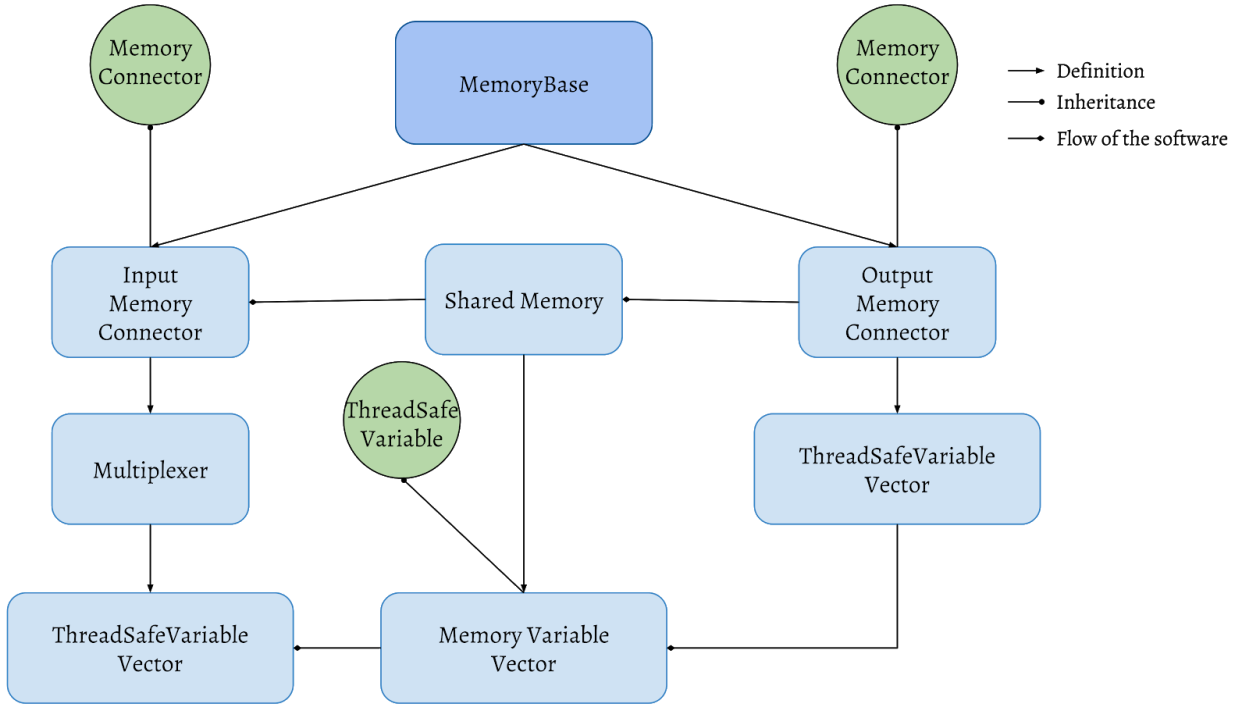 Memory
Connector
MemoryBase
Memory
Connector
Definition
Inheritance
Flow of the software
Input
Memory
Connector
Shared Memory
Output
Memory
Connector
ThreadSafe
Variable
Multiplexer
ThreadSafeVariable
Vector
ThreadSafeVariable
Vector
Memory Variable
Vector